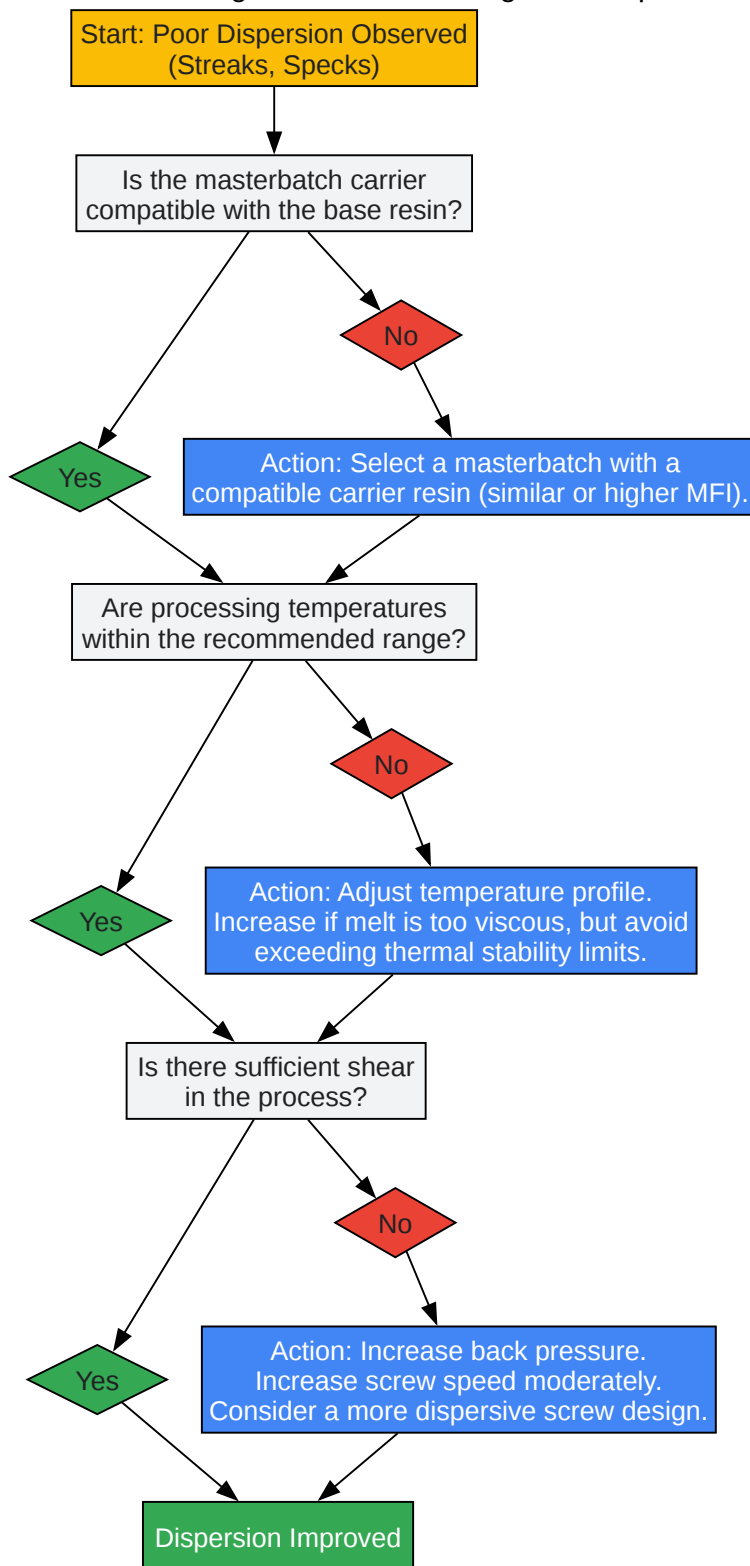 Start: Poor Dispersion Observed
(Streaks, Specks)
Is the masterbatch carrier
compatible with the base resin?
No
Yes
Action: Select a masterbatch with a
compatible carrier resin (similar or higher MFI).
Are processing temperatures
within the recommended range?
No
Yes
Action: Adjust temperature profile.
Increase if melt is too viscous, but avoid
exceeding thermal stability limits.
Is there sufficient shear
in the process?
No
Yes
Action: Increase back pressure.
Increase screw speed moderately.
Consider a more dispersive screw design.
Dispersion Improved